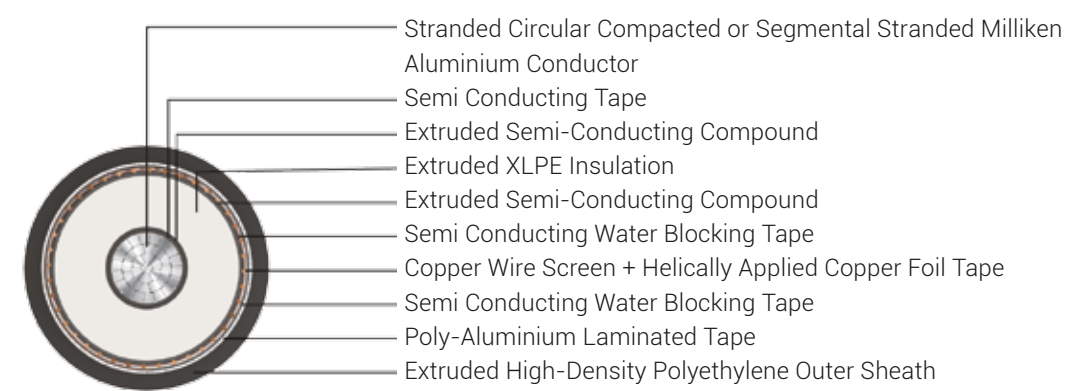 Stranded Circular Compacted or Segmental Stranded Milliken
Aluminium Conductor
Semi Conducting Tape
Extruded Semi-Conducting Compound
Extruded XLPE Insulation
Extruded Semi-Conducting Compound
Semi Conducting Water Blocking Tape
Copper Wire Screen + Helically Applied Copper Foil Tape
Semi Conducting Water Blocking Tape
Poly-Aluminium Laminated Tape
Extruded High-Density Polyethylene Outer Sheath